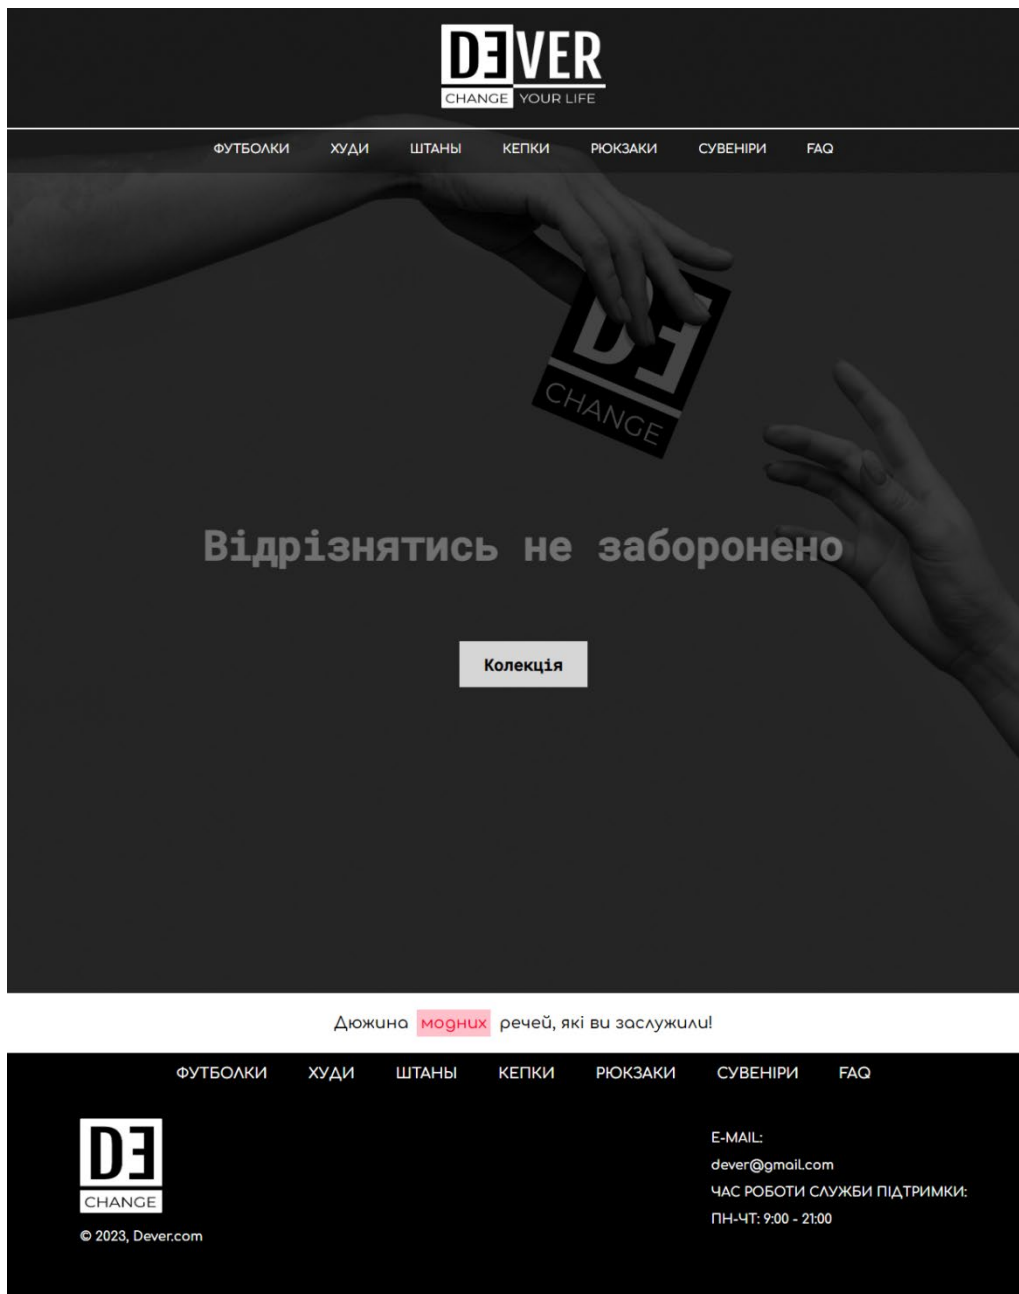 DEVER
CHANGE YOUR LIFE
ФУТБОЛКИ ХУДИ ШТАНЫ КЕПКИ РЮКЗАКИ СУВЕНІРИ FAQ
DE
CHANGE
Відрізнятись не заборонено
Колекція
Дюжина модних речей, які ви заслужили!
ФУТБОЛКИ ХУДИ ШТАНЫ КЕПКИ РЮКЗАКИ СУВЕНІРИ FAQ
DE
CHANGE
© 2023, Dever.com
E-MAIL:
dever@gmail.com
ЧАС РОБОТИ СЛУЖБИ ПІДТРИМКИ:
ПН-ЧТ: 9:00 - 21:00